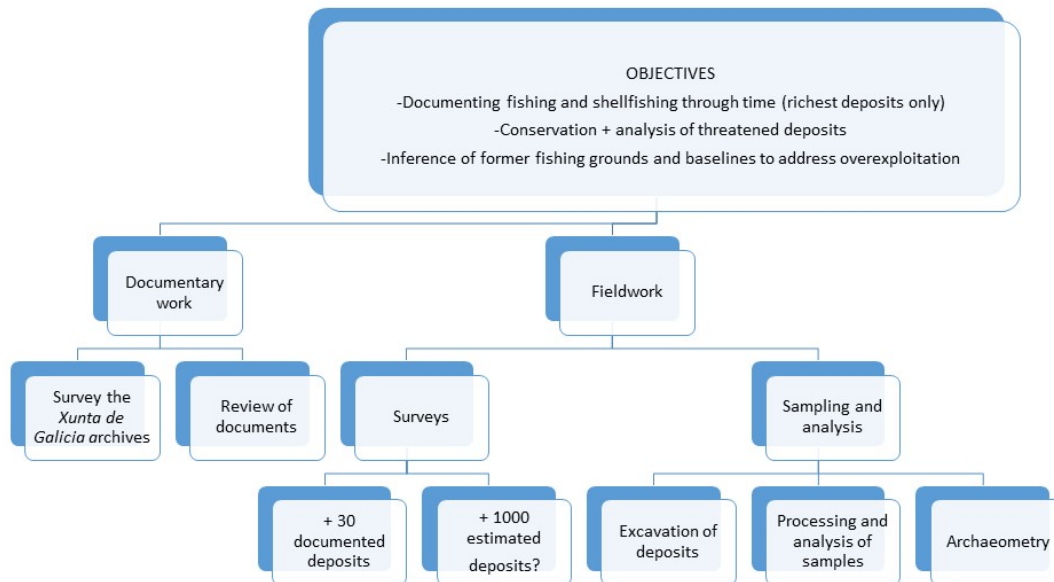 OBJECTIVES
-Documenting fishing and shellfishing through time (richest deposits only)
-Conservation + analysis of threatened deposits
-Inference of former fishing grounds and baselines to address overexploitation
Documentary
work
Fieldwork
Survey the
Xunta de
Galicia archives
Review of
documents
Surveys
Sampling and
analysis
+ 30
documented
deposits
+ 1000
estimated
deposits?
Excavation of
deposits
Processing and
analysis of
samples
Archaeometry